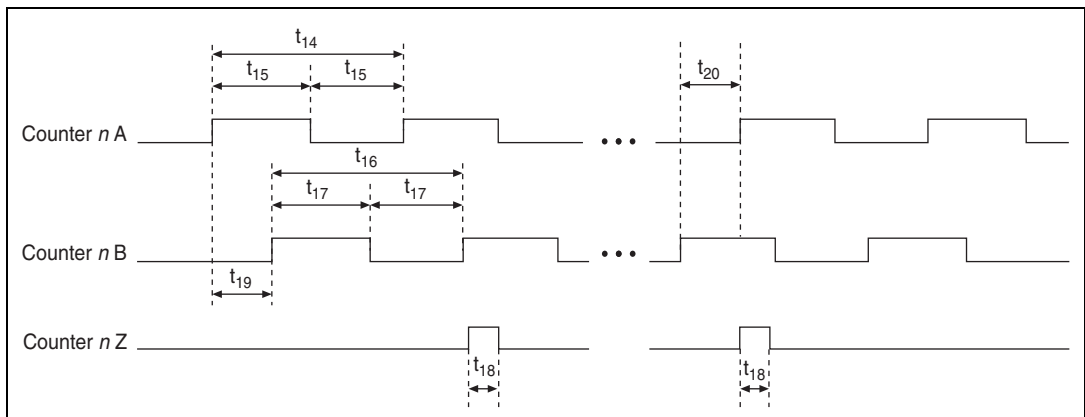 t14
t15 t15
t20
Counter n A
t16
t17 t17
Counter n B
t19
Counter n Z
t18 t18